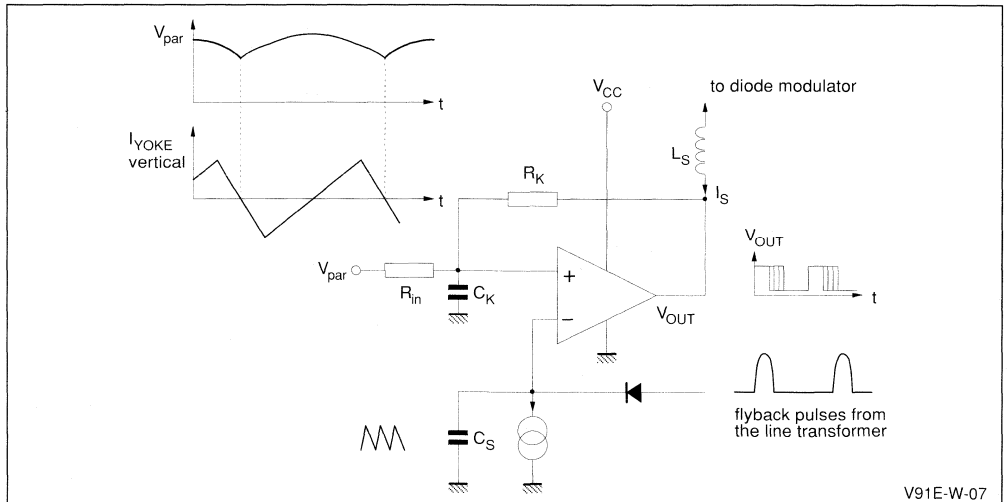 V_par
t
I_YOKE
vertical
t
V_CC
to diode modulator
L_S
I_S
R_K
V_par
R_in
C_K
+
−
V_OUT
V_OUT
t
C_S
flyback pulses from
the line transformer
V91E-W-07